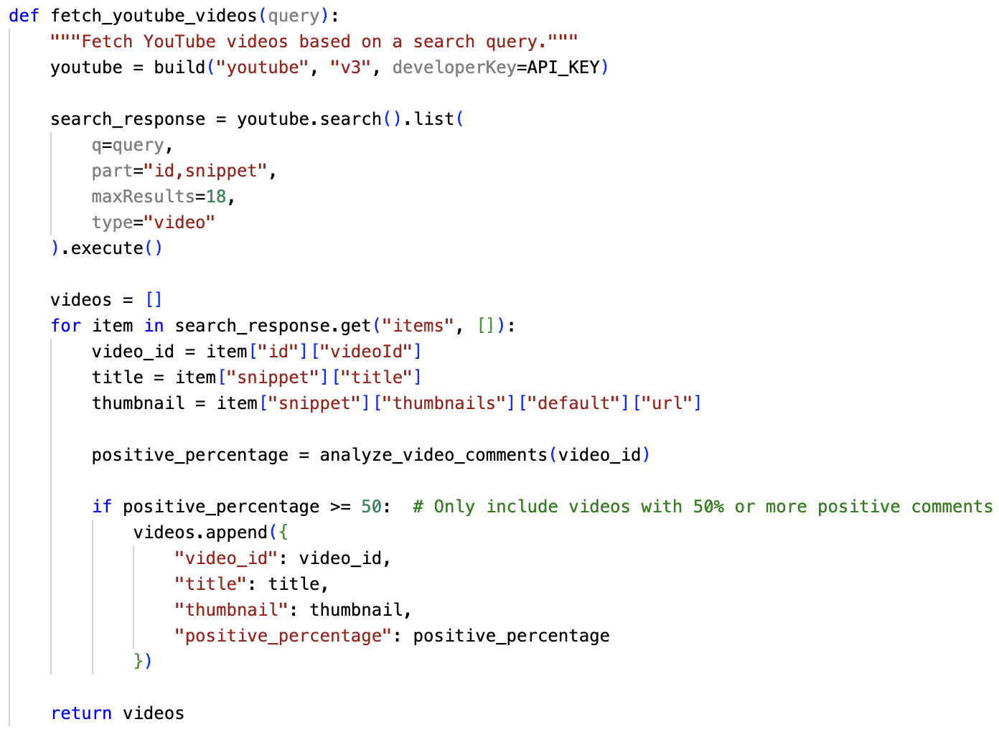 def fetch_youtube_videos(query):
    """Fetch YouTube videos based on a search query."""
    youtube = build("youtube", "v3", developerKey=API_KEY)

    search_response = youtube.search().list(
        q=query,
        part="id,snippet",
        maxResults=18,
        type="video"
    ).execute()

    videos = []
    for item in search_response.get("items", []):
        video_id = item["id"]["videoId"]
        title = item["snippet"]["title"]
        thumbnail = item["snippet"]["thumbnails"]["default"]["url"]

        positive_percentage = analyze_video_comments(video_id)

        if positive_percentage >= 50:  # Only include videos with 50% or more positive comments
            videos.append({
                "video_id": video_id,
                "title": title,
                "thumbnail": thumbnail,
                "positive_percentage": positive_percentage
            })

    return videos